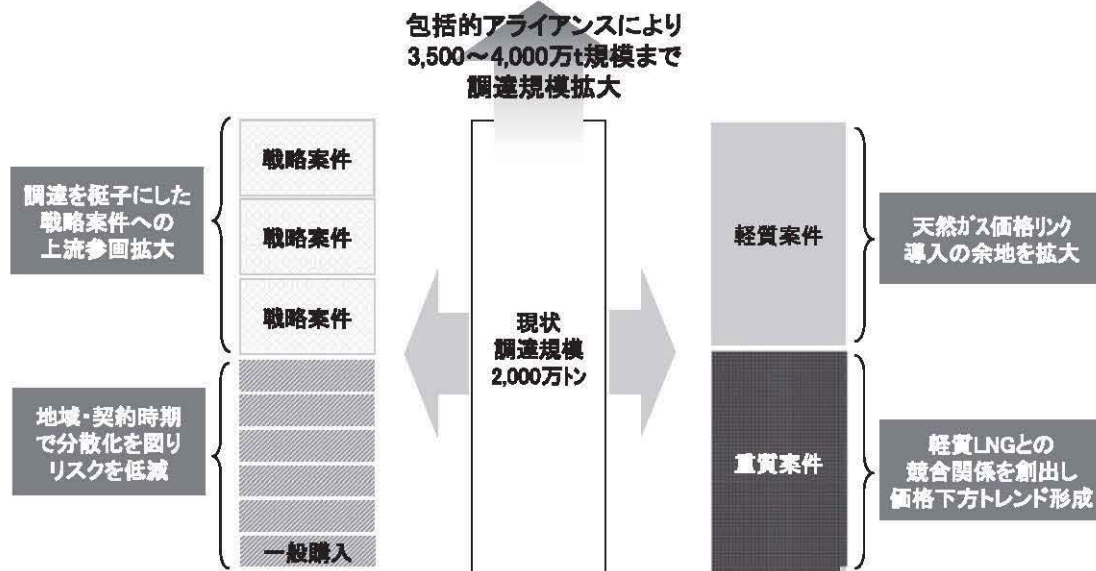 包括的アライアンスにより
3,500～4,000万t規模まで
調達規模拡大
調達を梃子にした
戦略案件への
上流参画拡大
戦略案件
戦略案件
戦略案件
地域・契約時期
で分散化を図り
リスクを低減
一般購入
現状
調達規模
2,000万トン
軽質案件
重質案件
天然ガス価格リンク
導入の余地を拡大
軽質LNGとの
競合関係を創出し
価格下方トレンド形成